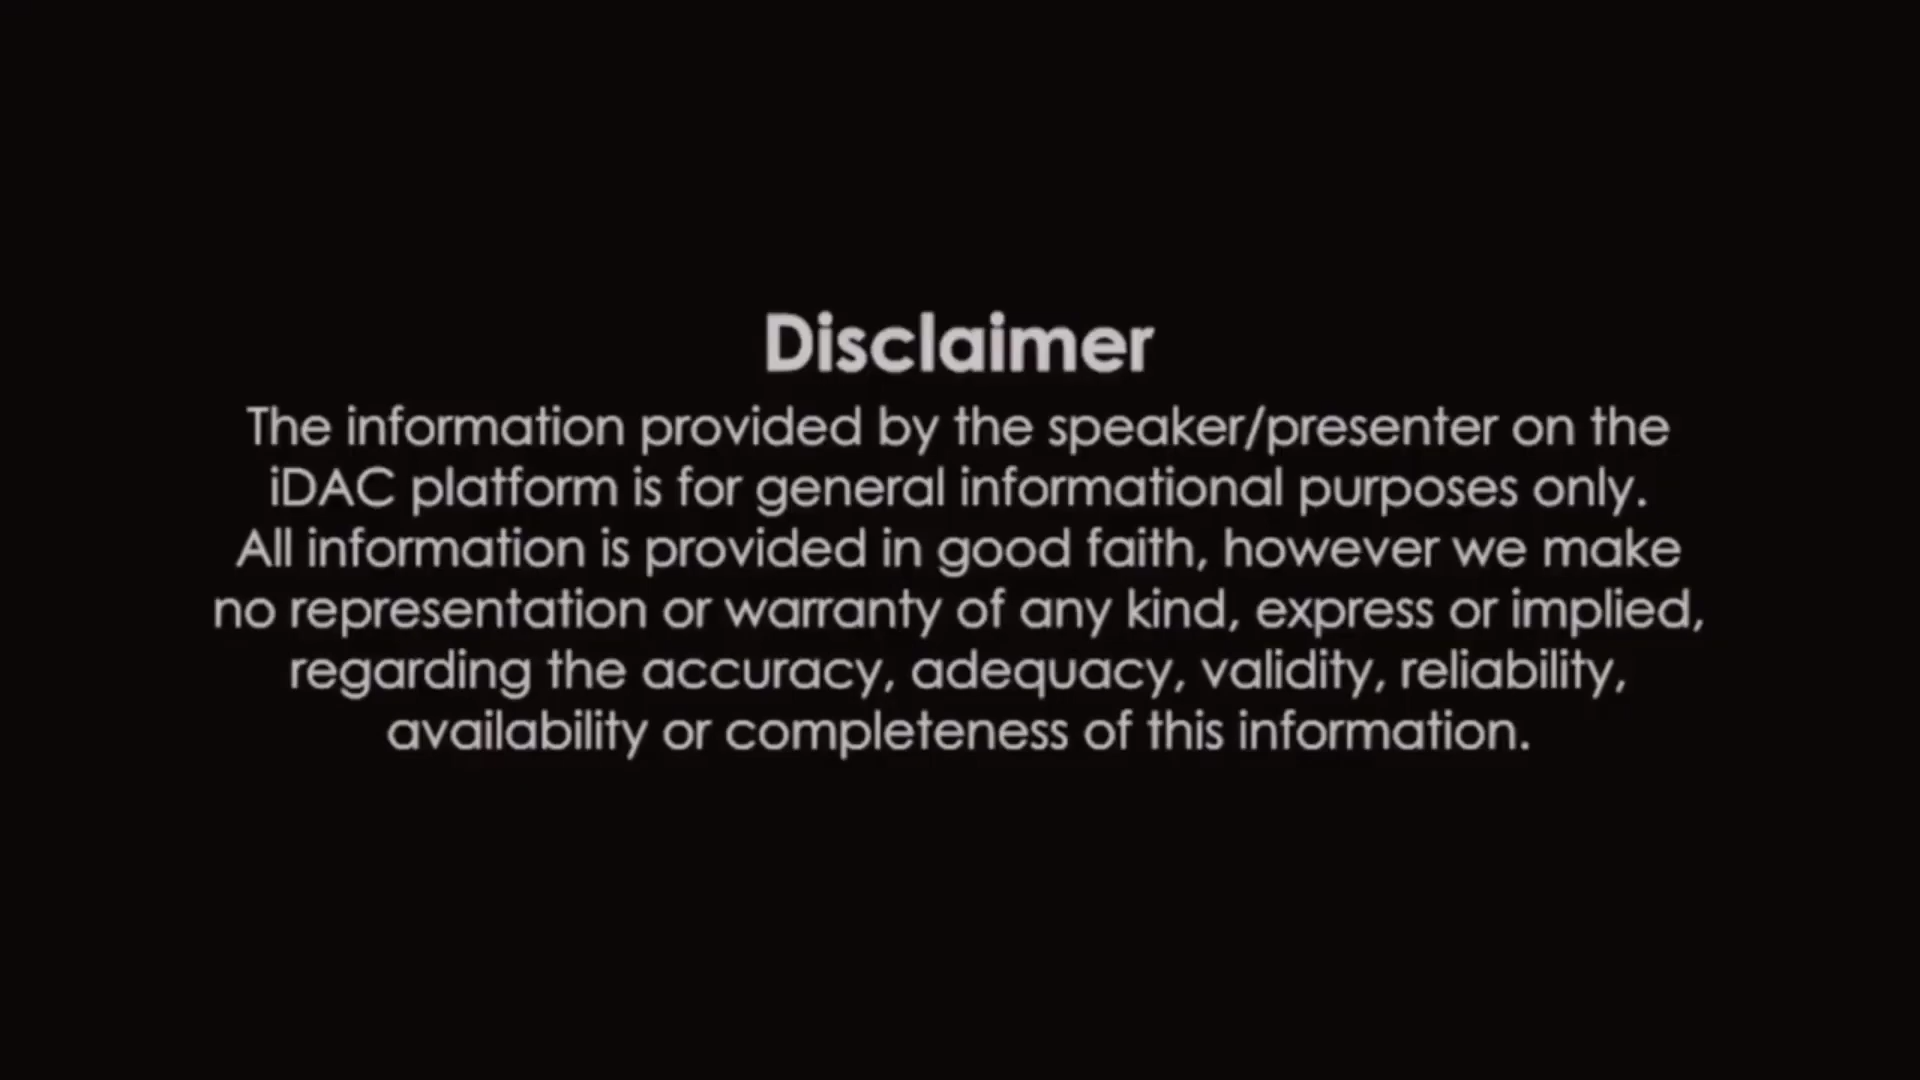 Disclaimer
The information provided by the speaker/presenter on the
iDAC platform is for general informational purposes only.
All information is provided in good faith, however we make
no representation or warranty of any kind, express or implied,
regarding the accuracy, adequacy, validity, reliability,
availability or completeness of this information.